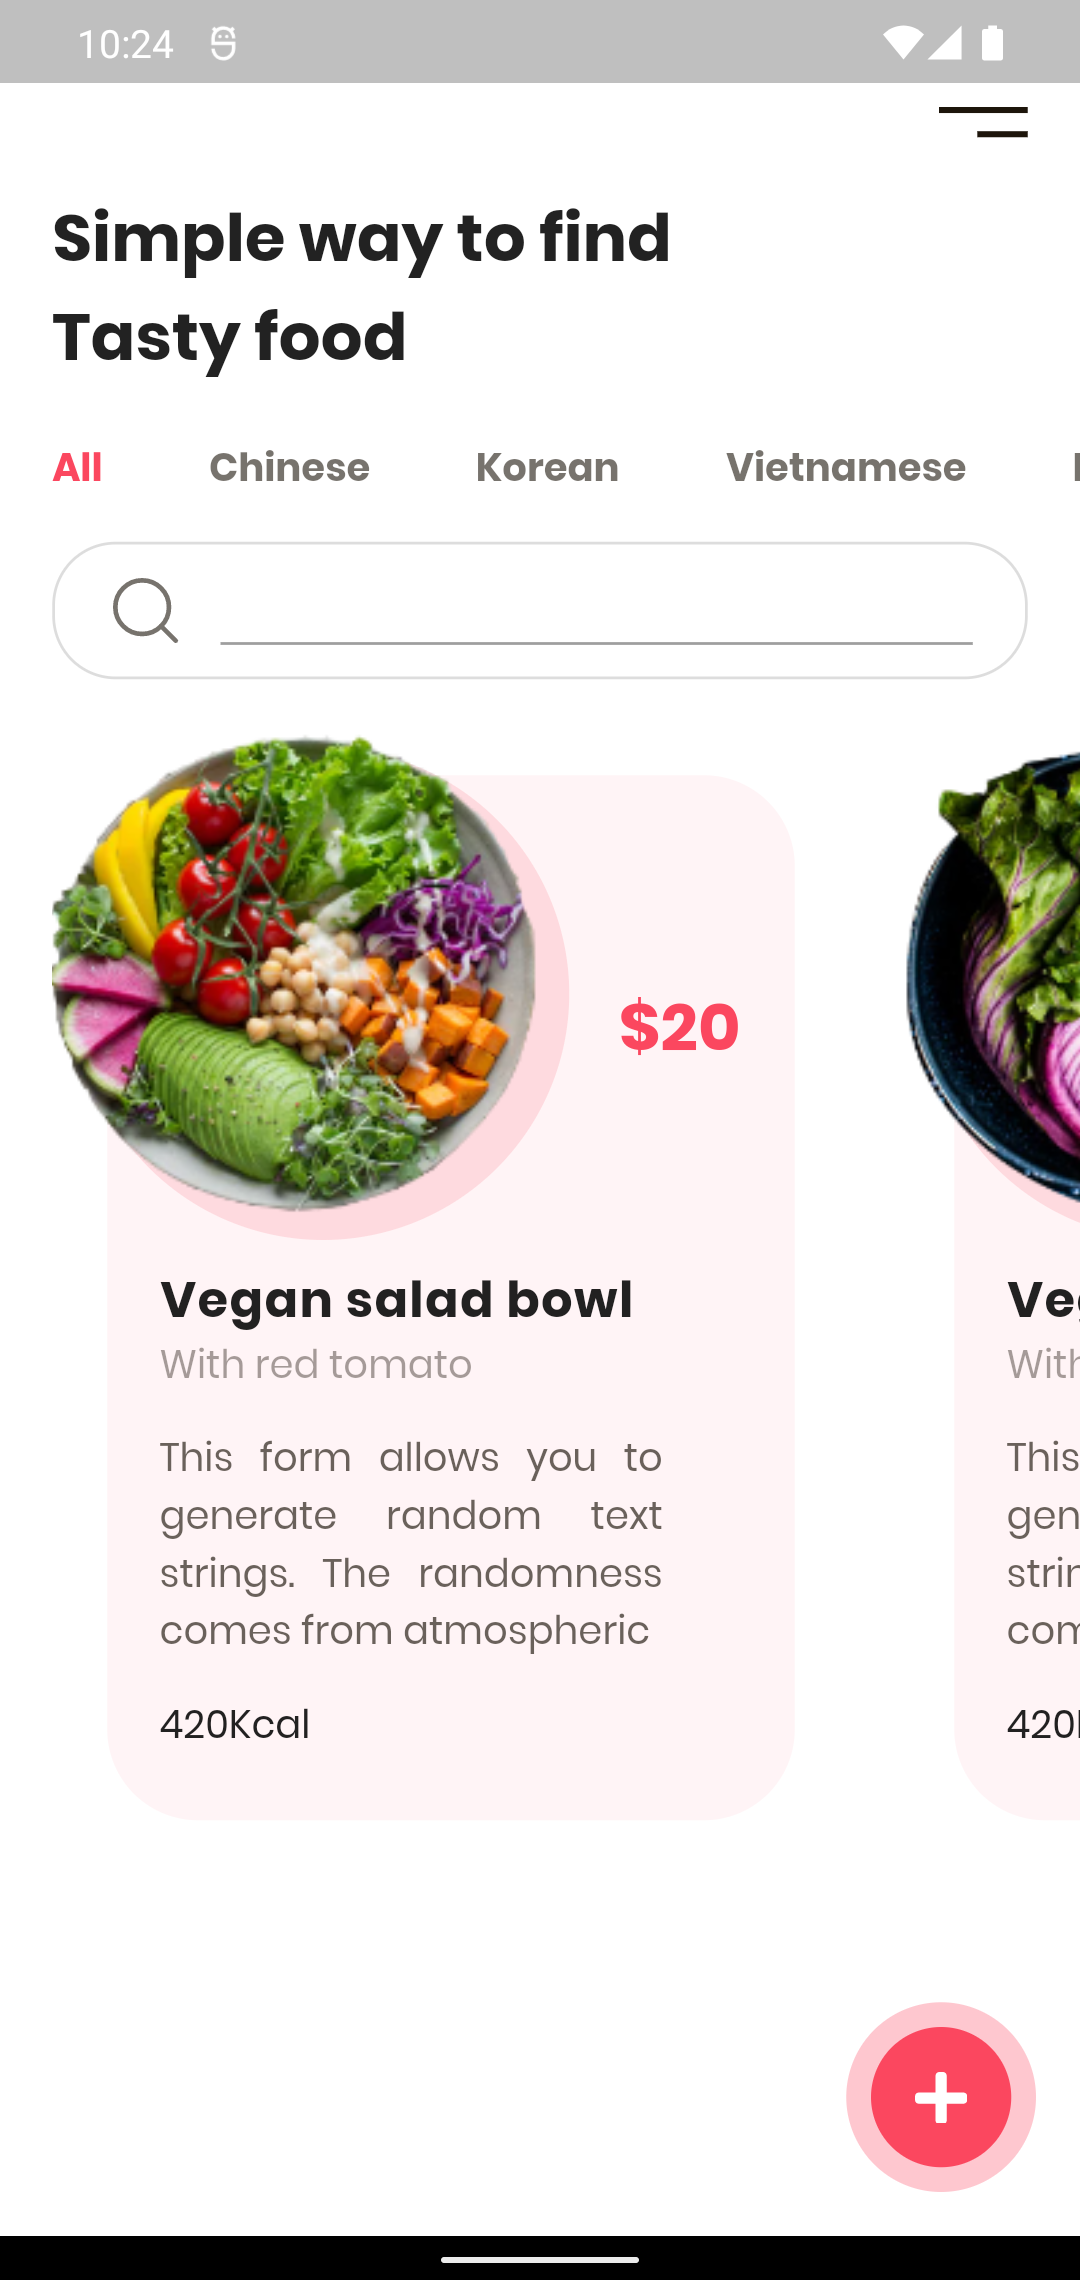 10:24
Simple way to find
Tasty food
All Chinese Korean Vietnamese
$20
Vegan salad bowl
With red tomato
This form allows you to
generate random text
strings. The randomness
comes from atmospheric
420Kcal
Veg
With
This
gen
strin
com
420